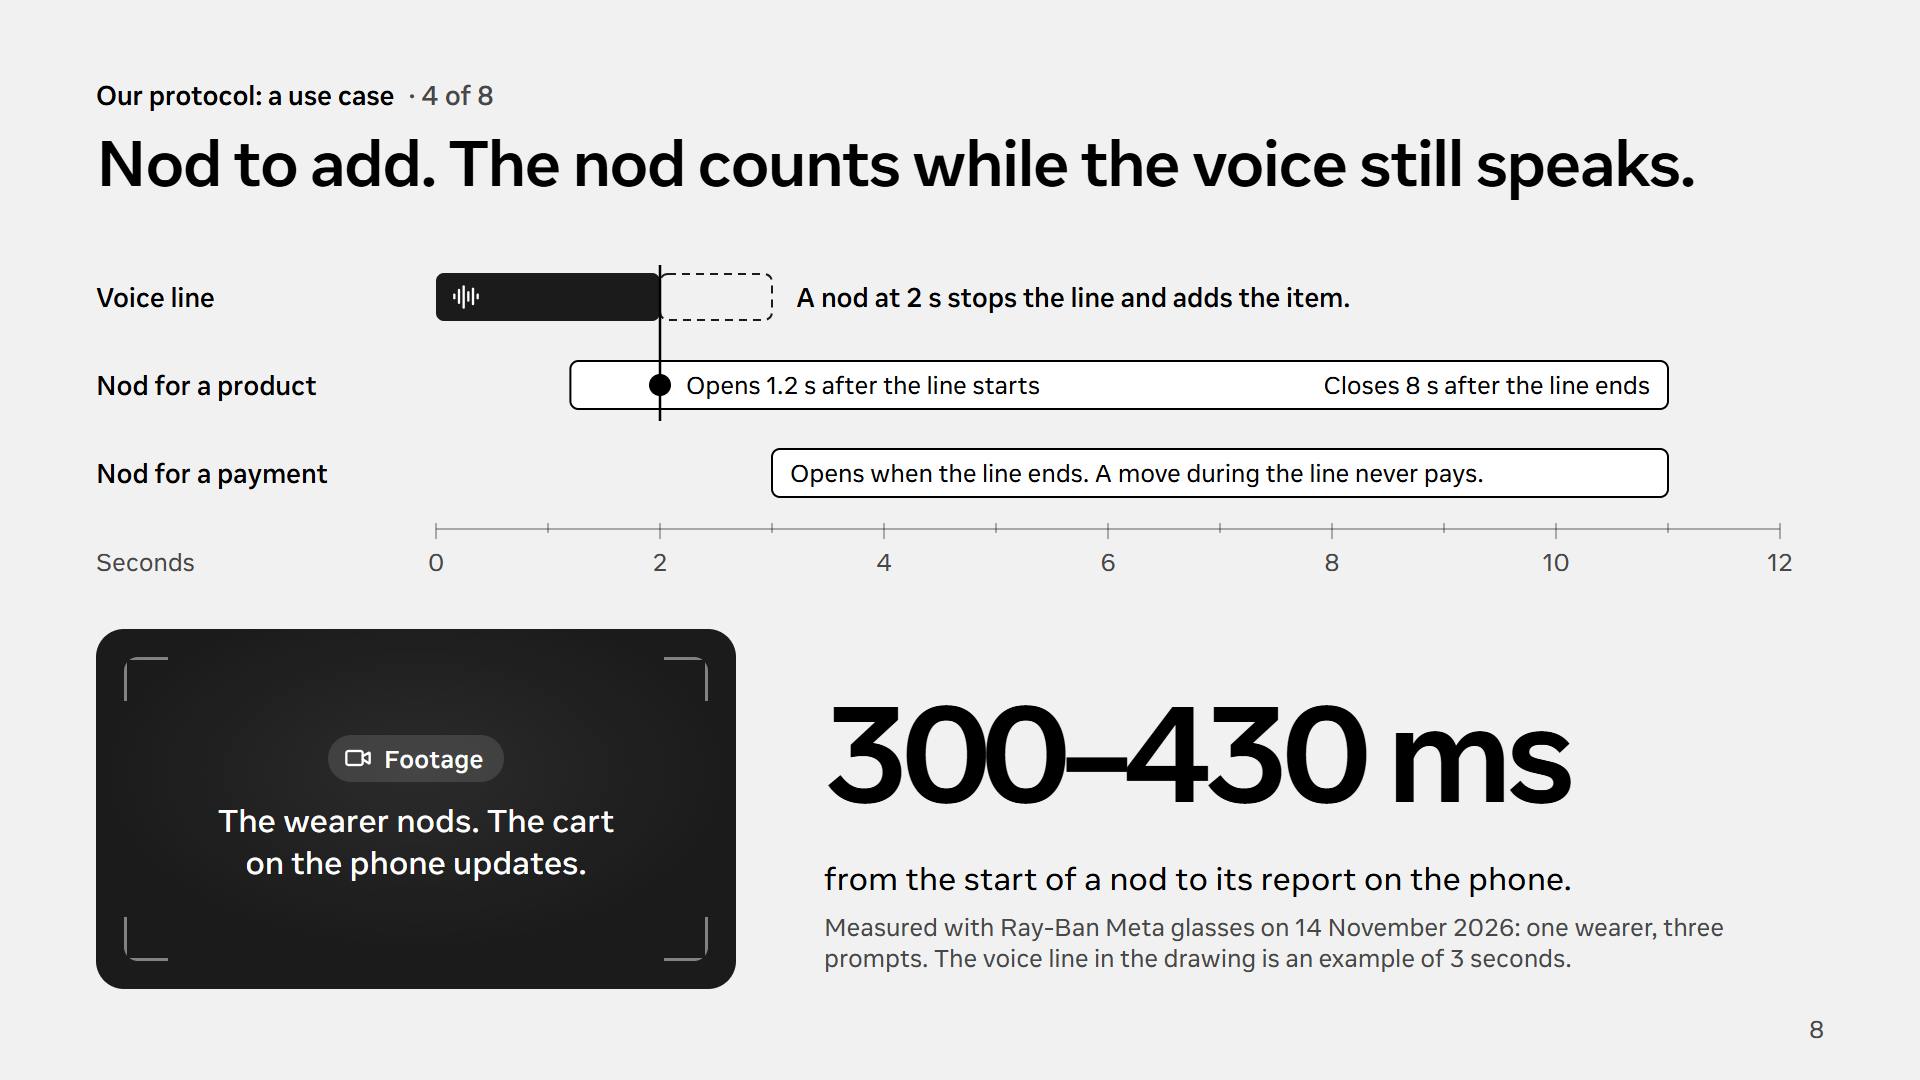 Our protocol: a use case · 4 of 8
Nod to add. The nod counts while the voice still speaks.
Voice line
A nod at 2 s stops the line and adds the item.
Nod for a product
Opens 1.2 s after the line starts
Closes 8 s after the line ends
Nod for a payment
Opens when the line ends. A move during the line never pays.
Seconds
0 2 4 6 8 10 12
Footage
The wearer nods. The cart
on the phone updates.
300–430 ms
from the start of a nod to its report on the phone.
Measured with Ray-Ban Meta glasses on 14 November 2026: one wearer, three
prompts. The voice line in the drawing is an example of 3 seconds.
8